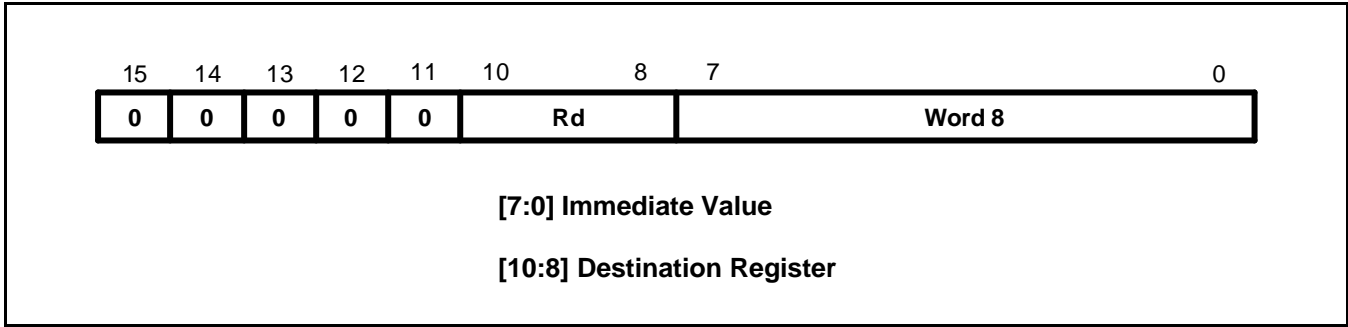 15 14 13 12 11 10 8 7 0
0 0 0 0 0 Rd Word 8
[7:0] Immediate Value
[10:8] Destination Register